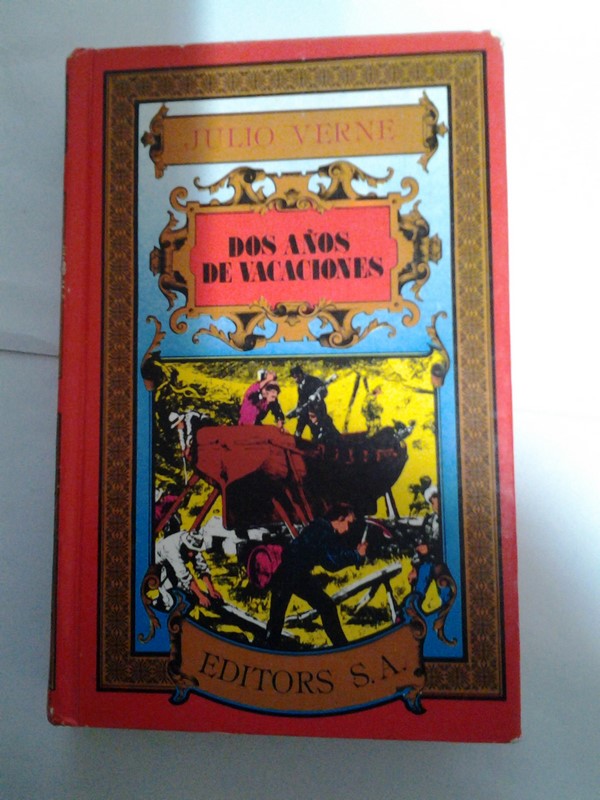 JULIO VERNE
DOS AÑOS
DE VACACIONES
EDITORS S.A.